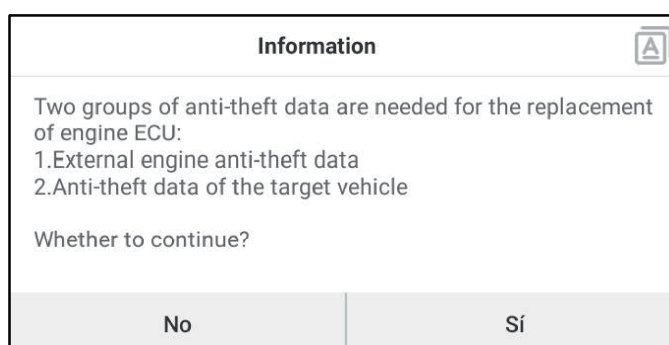 Information
A
Two groups of anti-theft data are needed for the replacement
of engine ECU:
1.External engine anti-theft data
2.Anti-theft data of the target vehicle
Whether to continue?
No
Sí